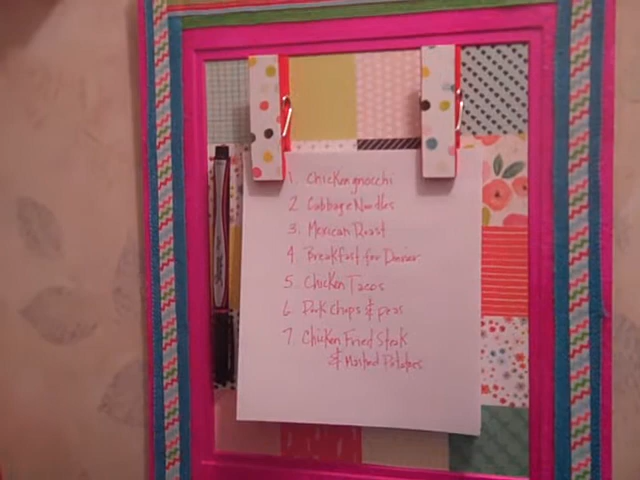 1. Chicken gnocchi
2 Cabbage Noodles
3. Mexican Roast
4. Breakfast for Dinner
5. Chicken Tacos
6. Pork chops & peas
7. Chicken Fried Steak
& Mashed Potatoes